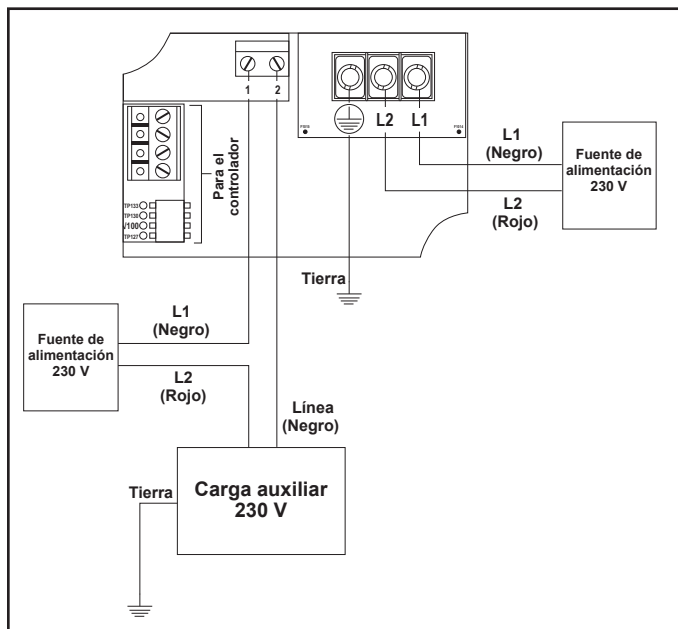 1 2
L2 L1
Para el
controlador
TP133
TP130
V100
TP127
L1
(Negro)
L2
(Rojo)
Fuente de
alimentación
230 V
Tierra
L1
(Negro)
Fuente de
alimentación
230 V
L2
(Rojo)
Línea
(Negro)
Tierra
Carga auxiliar
230 V